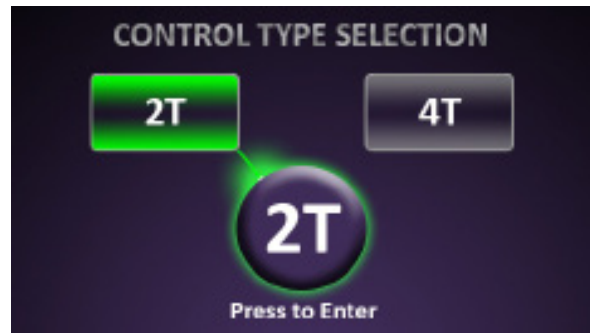 CONTROL TYPE SELECTION
2T 4T
2T
Press to Enter